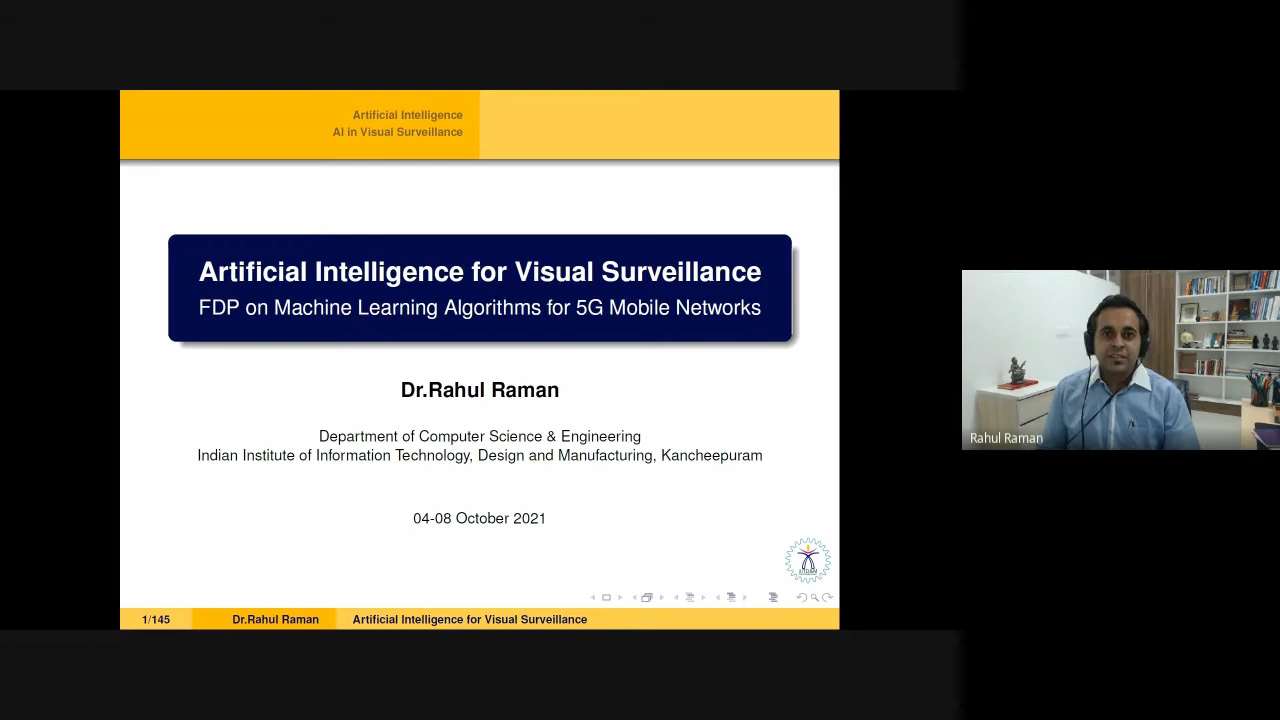 Artificial Intelligence
AI in Visual Surveillance
Artificial Intelligence for Visual Surveillance
FDP on Machine Learning Algorithms for 5G Mobile Networks
Dr.Rahul Raman
Department of Computer Science & Engineering
Indian Institute of Information Technology, Design and Manufacturing, Kancheepuram
04-08 October 2021
1/145
Dr.Rahul Raman
Artificial Intelligence for Visual Surveillance
Rahul Raman